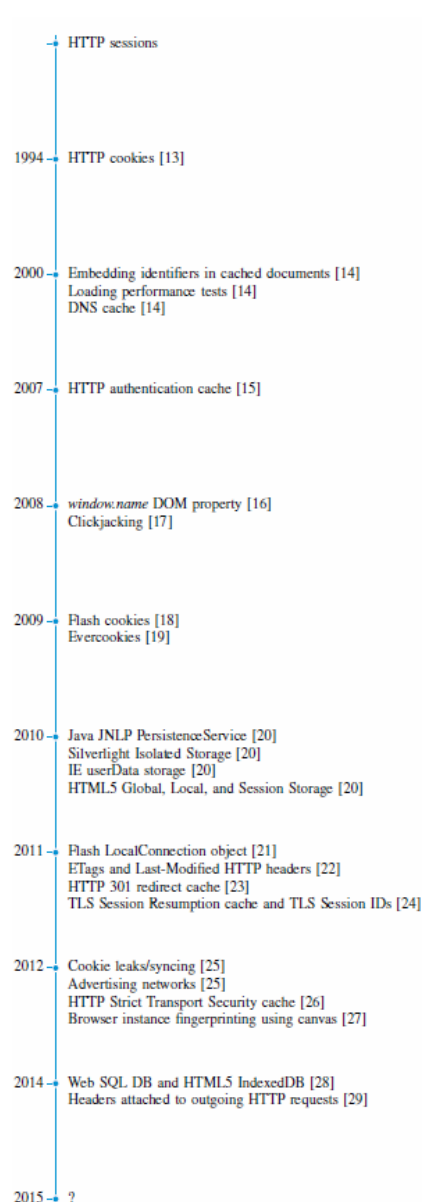 HTTP sessions
1994 HTTP cookies [13]
2000 Embedding identifiers in cached documents [14]
Loading performance tests [14]
DNS cache [14]
2007 HTTP authentication cache [15]
2008 window.name DOM property [16]
Clickjacking [17]
2009 Flash cookies [18]
Evercookies [19]
2010 Java JNLP PersistenceService [20]
Silverlight Isolated Storage [20]
IE userData storage [20]
HTML5 Global, Local, and Session Storage [20]
2011 Flash LocalConnection object [21]
ETags and Last-Modified HTTP headers [22]
HTTP 301 redirect cache [23]
TLS Session Resumption cache and TLS Session IDs [24]
2012 Cookie leaks/syncing [25]
Advertising networks [25]
HTTP Strict Transport Security cache [26]
Browser instance fingerprinting using canvas [27]
2014 Web SQL DB and HTML5 IndexedDB [28]
Headers attached to outgoing HTTP requests [29]
2015 ?